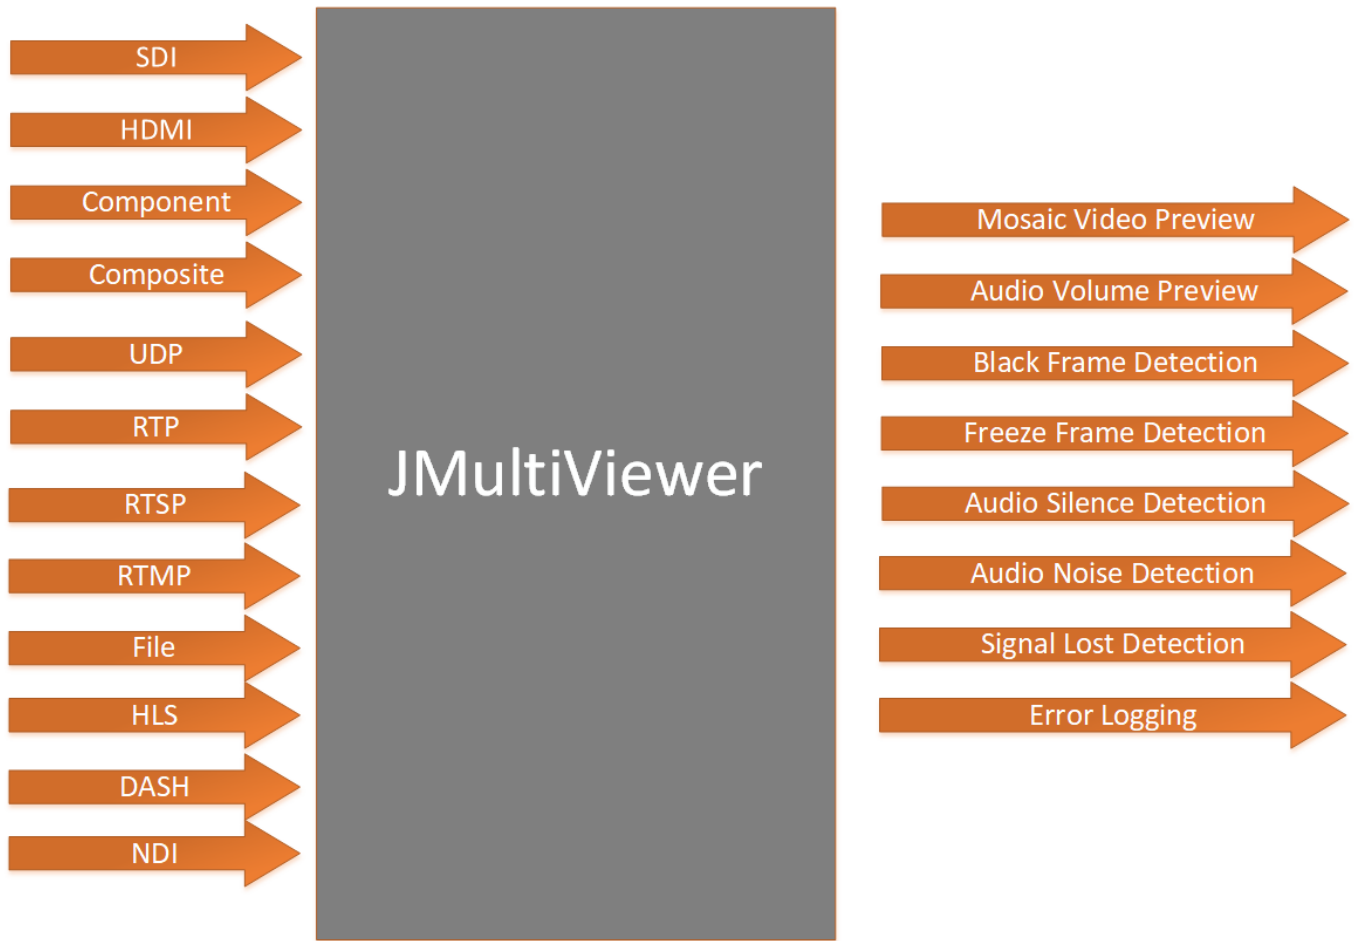 SDI
HDMI
Component
Composite
UDP
RTP
RTSP
RTMP
File
HLS
DASH
NDI
JMultiViewer
Mosaic Video Preview
Audio Volume Preview
Black Frame Detection
Freeze Frame Detection
Audio Silence Detection
Audio Noise Detection
Signal Lost Detection
Error Logging